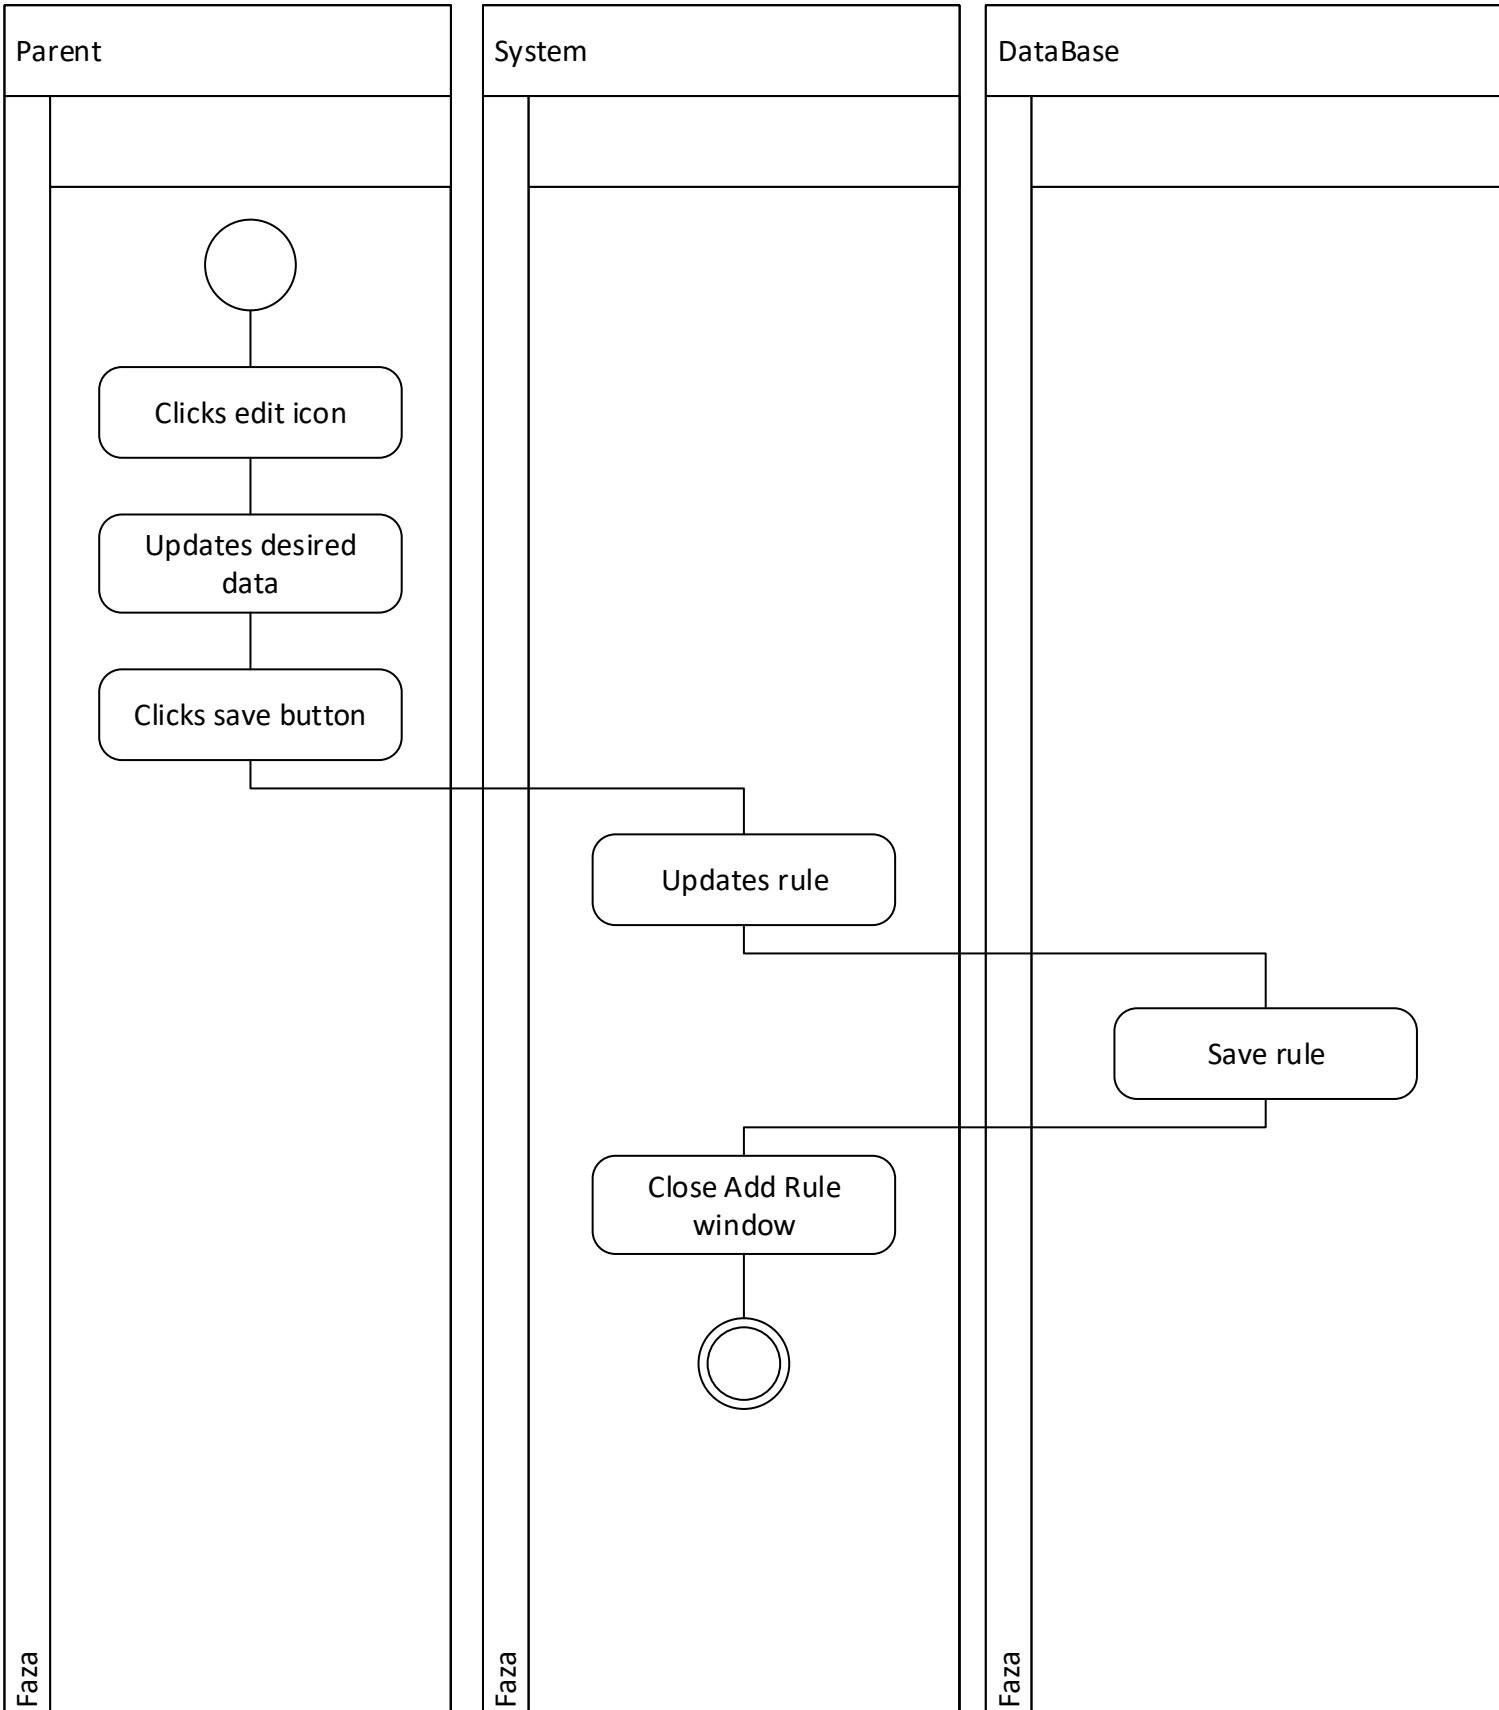 Parent
System
DataBase
Clicks edit icon
Updates desired
data
Clicks save button
Updates rule
Save rule
Close Add Rule
window
Faza
Faza
Faza